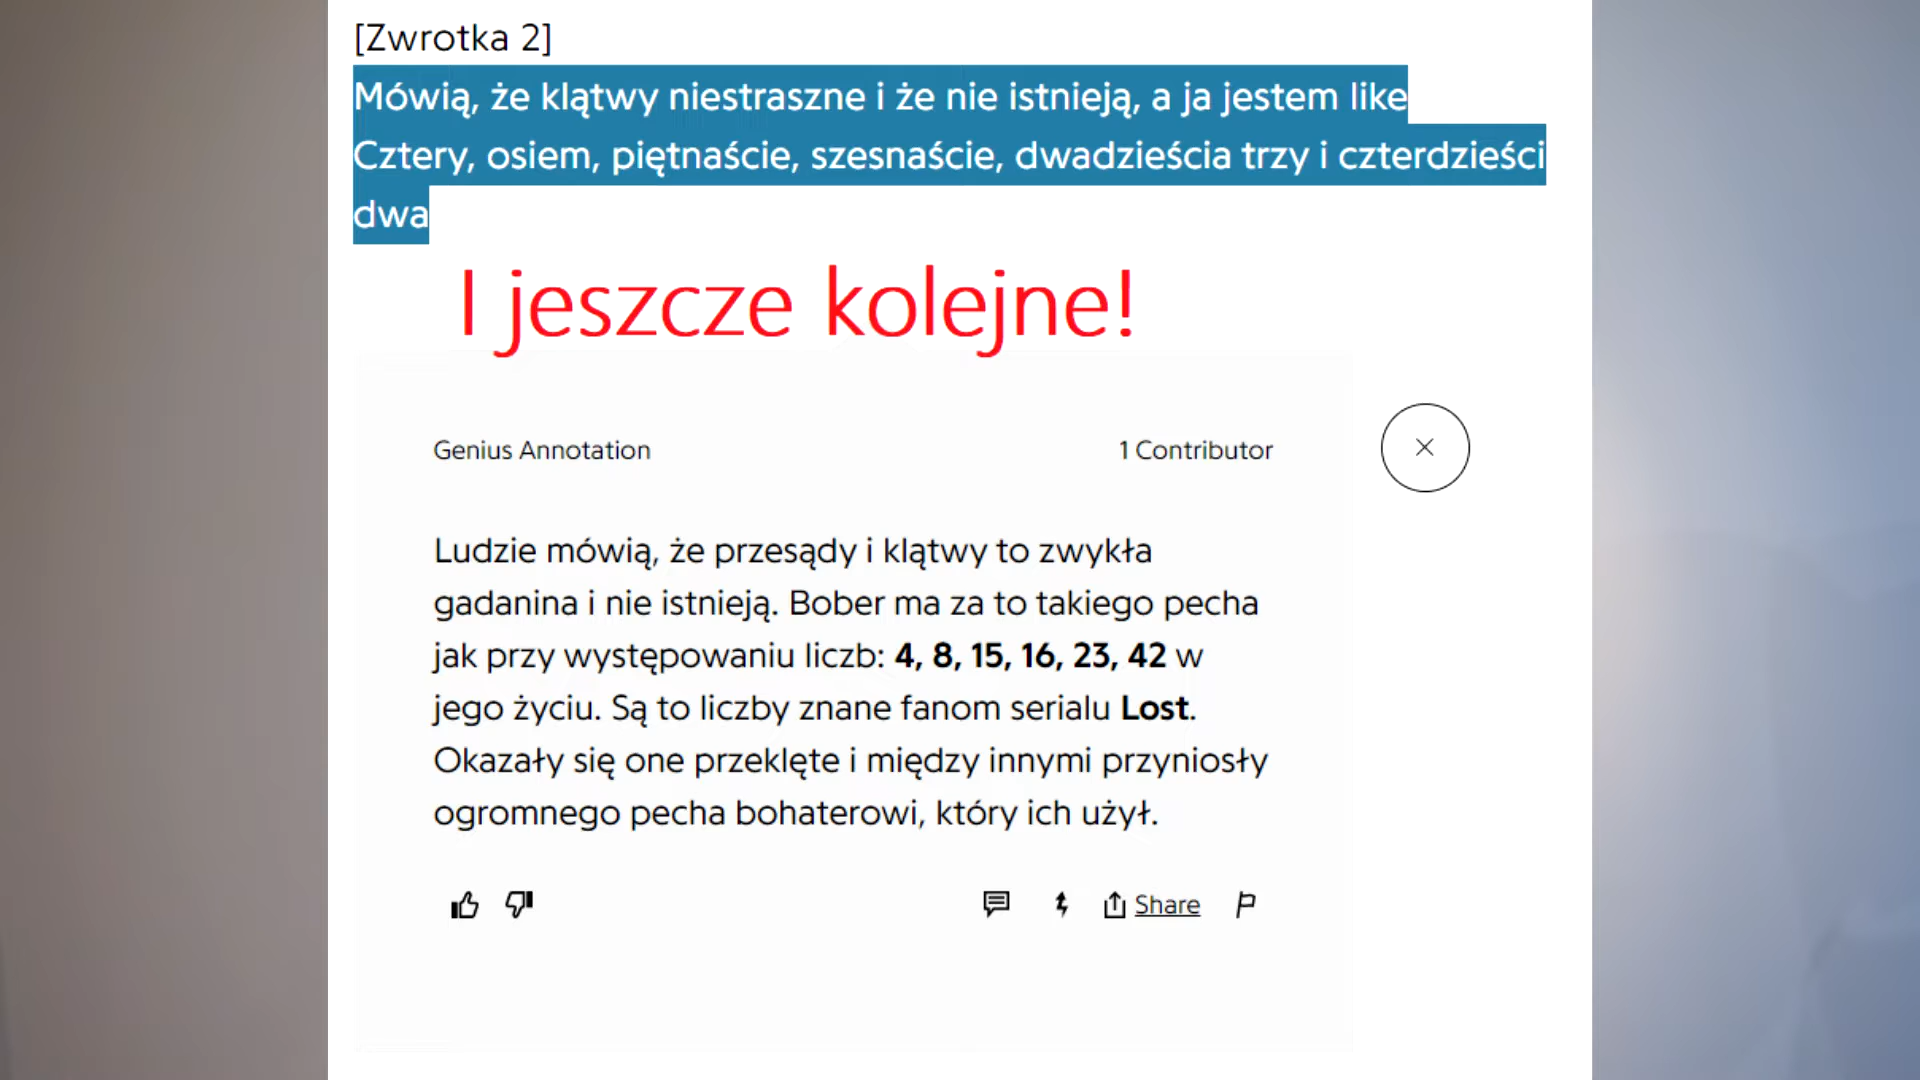 [Zwrotka 2]
Mówią, że klątwy niestraszne i że nie istnieją, a ja jestem like
Cztery, osiem, piętnaście, szesnaście, dwadzieścia trzy i czterdzieści
dwa
I jeszcze kolejne!
Genius Annotation 1 Contributor
Ludzie mówią, że przesądy i klątwy to zwykła
gadanina i nie istnieją. Bober ma za to takiego pecha
jak przy występowaniu liczb: 4, 8, 15, 16, 23, 42 w
jego życiu. Są to liczby znane fanom serialu Lost.
Okazały się one przeklęte i między innymi przyniosły
ogromnego pecha bohaterowi, który ich użył.
Share